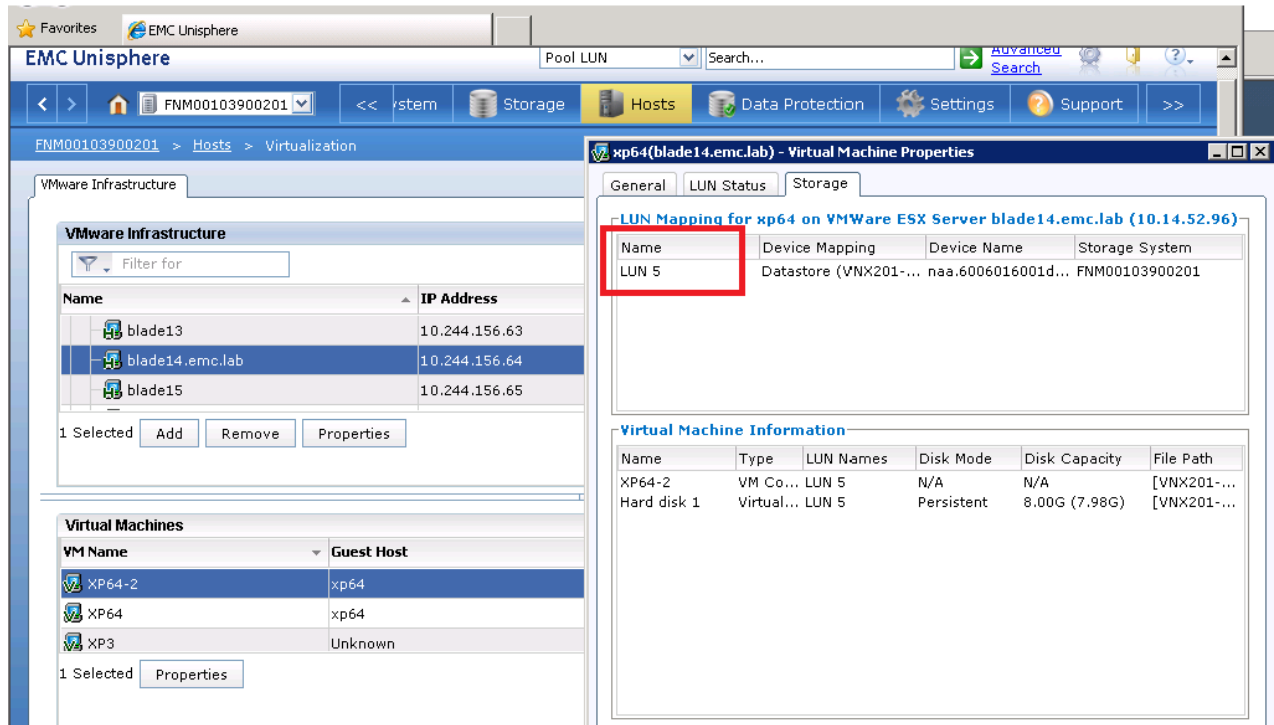 Favorites
EMC Unisphere
EMC Unisphere
Pool LUN
Search...
Advanced
Search
FNM00103900201
<<
Storage
Hosts
Data Protection
Settings
Support
>>
FNM00103900201 > Hosts > Virtualization
VMware Infrastructure
VMware Infrastructure
Filter for
Name IP Address
blade13 10.244.156.63
blade14.emc.lab 10.244.156.64
blade15 10.244.156.65
1 Selected Add Remove Properties
Virtual Machines
VM Name Guest Host
XP64-2 xp64
XP64 xp64
XP3 Unknown
1 Selected Properties
xp64(blade14.emc.lab) - Virtual Machine Properties
General LUN Status Storage
LUN Mapping for xp64 on VMWare ESX Server blade14.emc.lab (10.14.52.96)
Name Device Mapping Device Name Storage System
LUN 5 Datastore (VNX201-... naa.6006016001d... FNM00103900201
Virtual Machine Information
Name Type LUN Names Disk Mode Disk Capacity File Path
XP64-2 VM Co... LUN 5 N/A N/A [VNX201-...
Hard disk 1 Virtual... LUN 5 Persistent 8.00G (7.98G) [VNX201-...